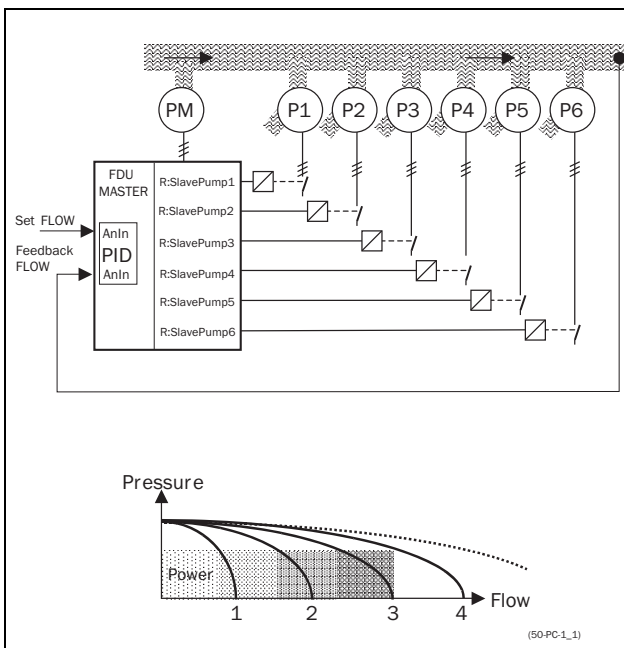 PM
P1
P2
P3
P4
P5
P6
FDU
MASTER
R:SlavePump1
R:SlavePump2
R:SlavePump3
R:SlavePump4
R:SlavePump5
R:SlavePump6
Set FLOW
Feedback
FLOW
AnIn
PID
AnIn
Pressure
Power
1
2
3
4
Flow
(50-PC-1_1)